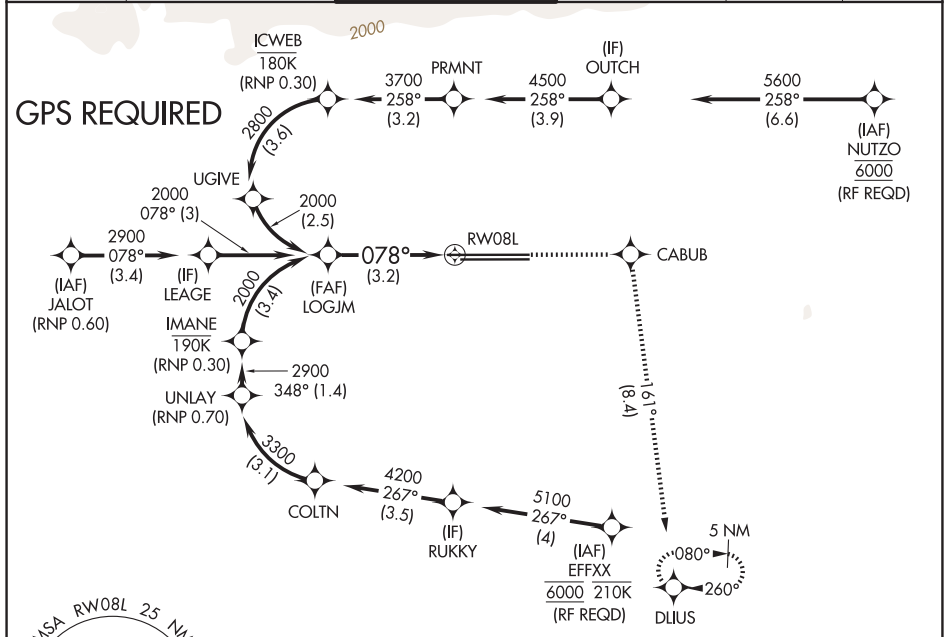 2000
GPS REQUIRED
ICWEB
180K
(RNP 0.30)
3700
258°
(3.2)
PRMNT
4500
258°
(3.9)
(IF)
OUTCH
5600
258°
(6.6)
(IAF)
NUTZO
6000
(RF REQD)
2800
(3.6)
UGIVE
2000
(2.5)
2000
078° (3)
2900
078°
(3.4)
(IAF)
JALOT
(RNP 0.60)
(IF)
LEAGE
(FAF)
LOGJM
078°
(3.2)
RW08L
CABUB
2000
(3.4)
IMANE
190K
(RNP 0.30)
2900
348° (1.4)
UNLAY
(RNP 0.70)
3300
(3.1)
COLTN
4200
267°
(3.5)
(IF)
RUKKY
5100
267°
(4)
(IAF)
EFFXX
6000 210K
(RF REQD)
161°
(8.4)
5 NM
080°
260°
DLIUS
MSA RW08L 25 NM